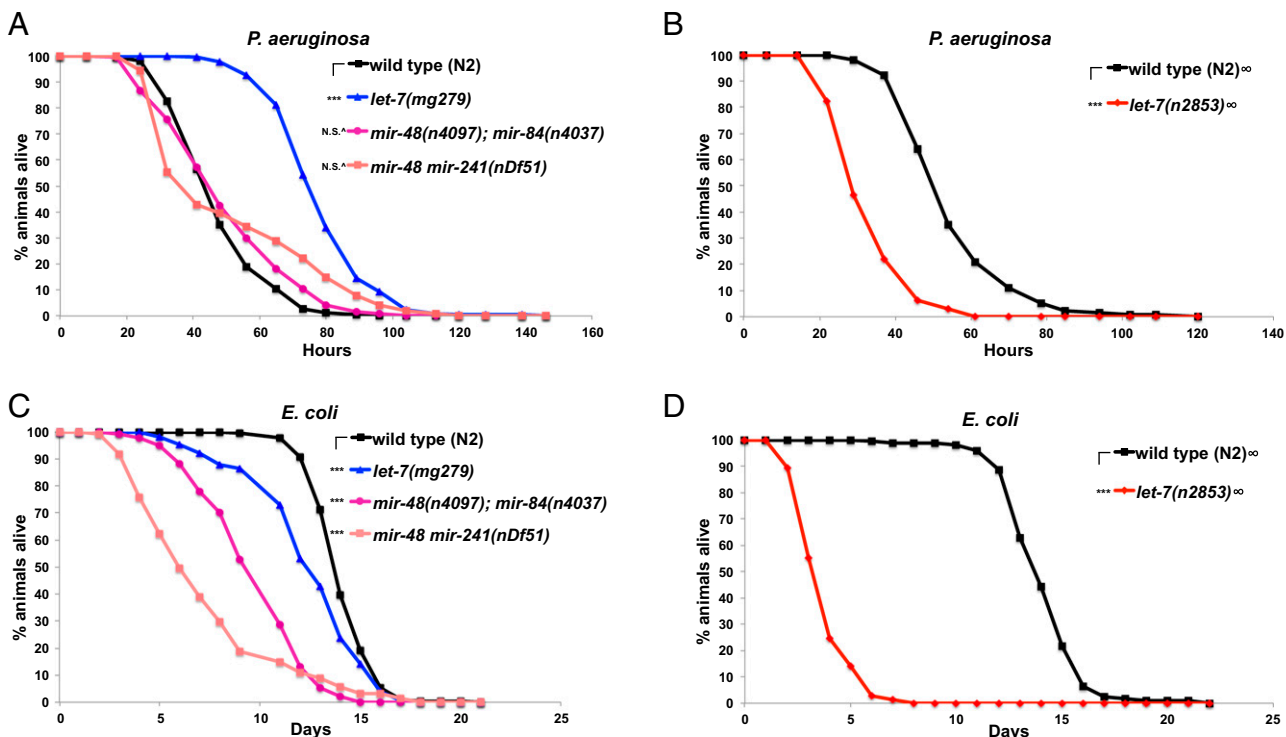 A
P. aeruginosa
% animals alive
100
90
80
70
60
50
40
30
20
10
0
0 20 40 60 80 100 120 140 160
Hours
wild type (N2)
*** let-7(mg279)
N.S.^ mir-48(n4097); mir-84(n4037)
N.S.^ mir-48 mir-241(nDf51)
B
P. aeruginosa
% animals alive
100
90
80
70
60
50
40
30
20
10
0
0 20 40 60 80 100 120 140
Hours
wild type (N2)∞
*** let-7(n2853)∞
C
E. coli
% animals alive
100
90
80
70
60
50
40
30
20
10
0
0 5 10 15 20 25
Days
wild type (N2)
*** let-7(mg279)
*** mir-48(n4097); mir-84(n4037)
*** mir-48 mir-241(nDf51)
D
E. coli
% animals alive
100
90
80
70
60
50
40
30
20
10
0
0 5 10 15 20 25
Days
wild type (N2)∞
*** let-7(n2853)∞